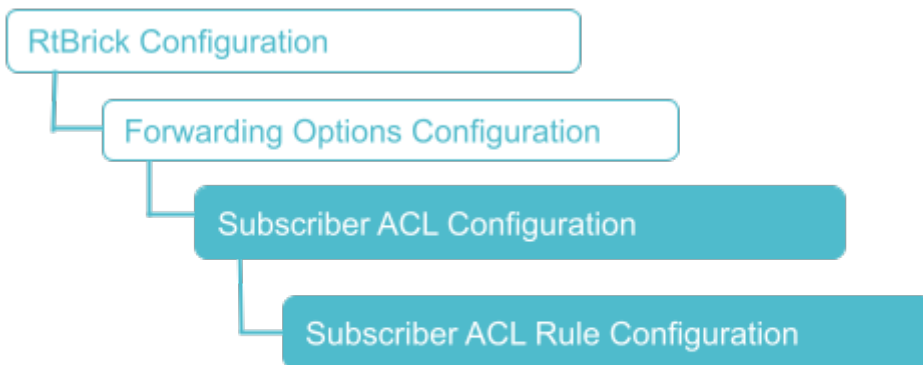 RtBrick Configuration
Forwarding Options Configuration
Subscriber ACL Configuration
Subscriber ACL Rule Configuration